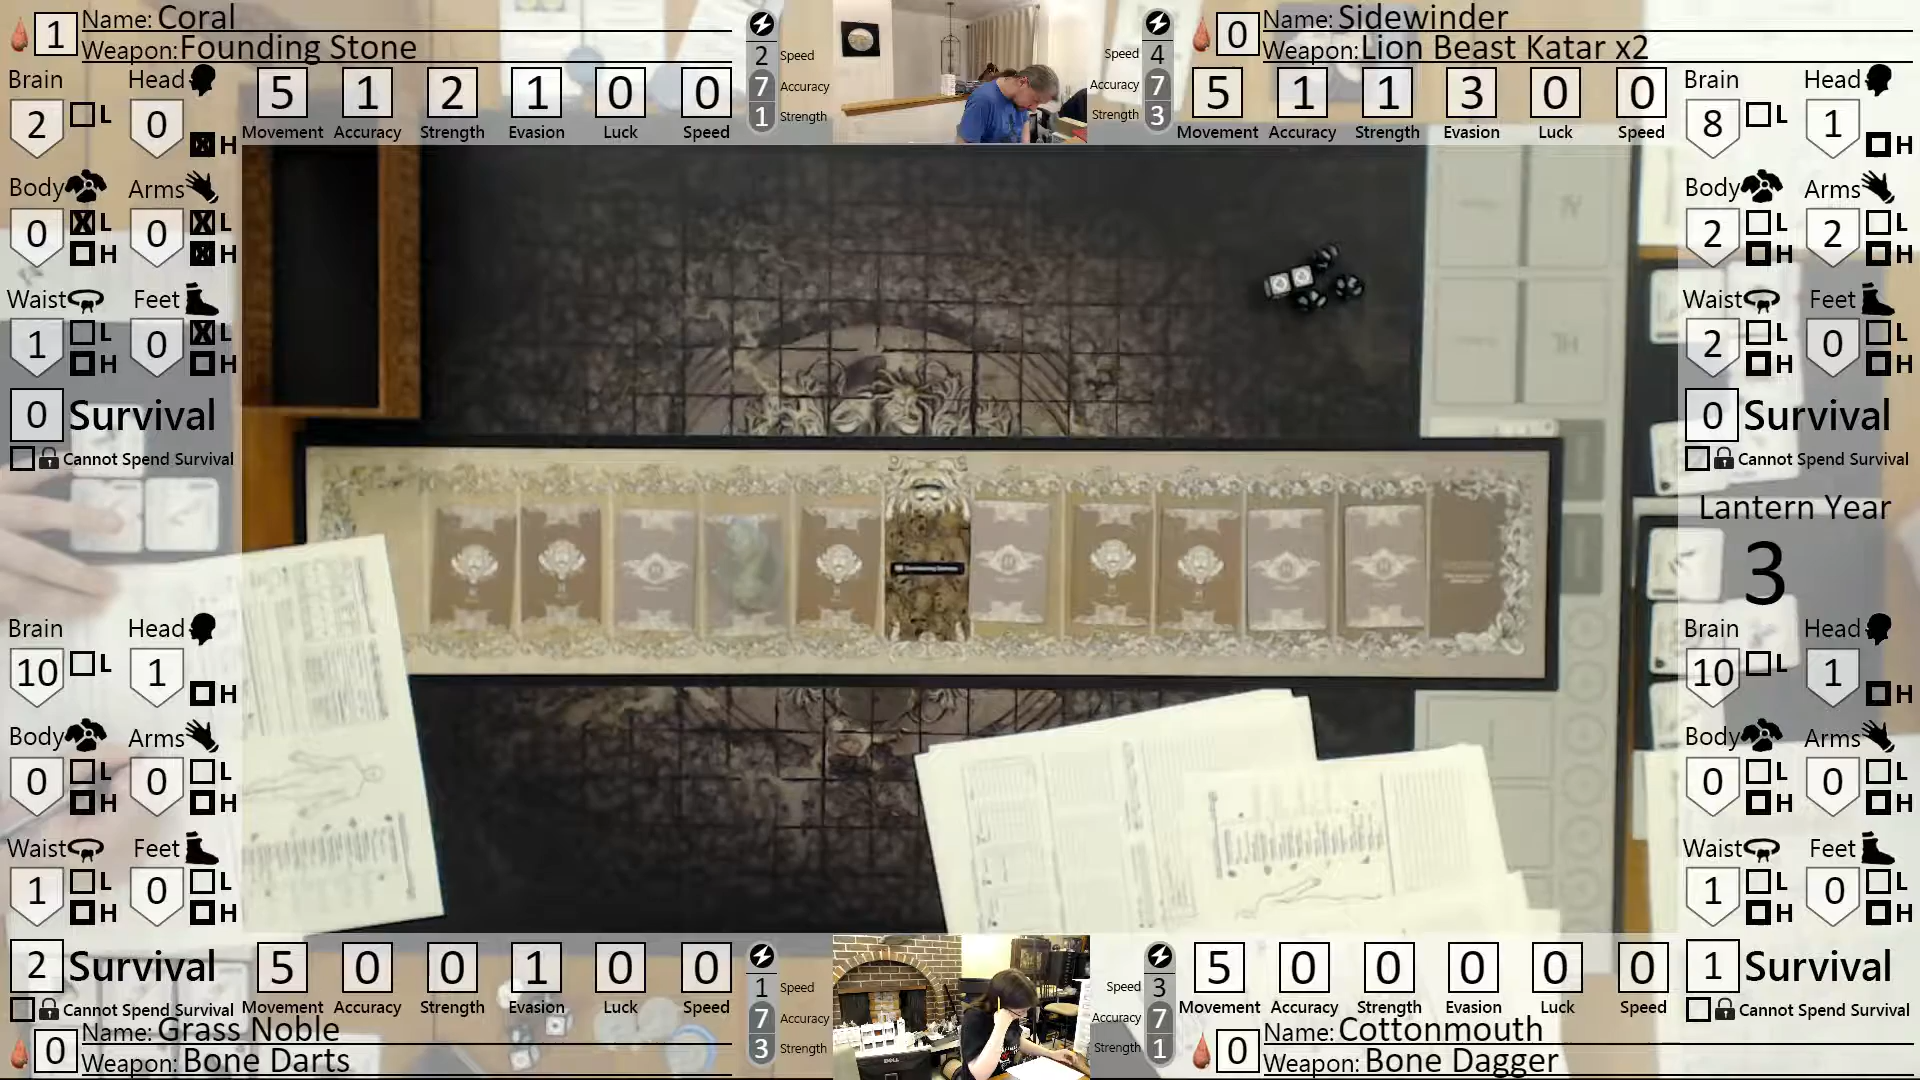 1 Name: Coral
Weapon: Founding Stone
Brain Head
2 L 0 H
5 1 2 1 0 0
Movement Accuracy Strength Evasion Luck Speed
2 Speed
7 Accuracy
1 Strength
Body Arms
0 X L H 0 X L X H
Waist Feet
1 L H 0 X L H
0 Survival
Cannot Spend Survival
0 Name: Sidewinder
Weapon: Lion Beast Katar x2
Speed 4
Accuracy 7
Strength 3
5 1 1 3 0 0
Movement Accuracy Strength Evasion Luck Speed
Brain Head
8 L 1 H
Body Arms
2 L H 2 L H
Waist Feet
2 L H 0 L H
0 Survival
Cannot Spend Survival
Lantern Year
3
Brain Head
10 L 1 H
Body Arms
0 L H 0 L H
Waist Feet
1 L H 0 L H
2 Survival
Cannot Spend Survival
5 0 0 1 0 0
Movement Accuracy Strength Evasion Luck Speed
1 Speed
7 Accuracy
3 Strength
0 Name: Grass Noble
Weapon: Bone Darts
Brain Head
10 L 1 H
Body Arms
0 L H 0 L H
Waist Feet
1 L H 0 L H
Speed 3
Accuracy 7
Strength 1
5 0 0 0 0 0
Movement Accuracy Strength Evasion Luck Speed
1 Survival
Cannot Spend Survival
0 Name: Cottonmouth
Weapon: Bone Dagger
DELL